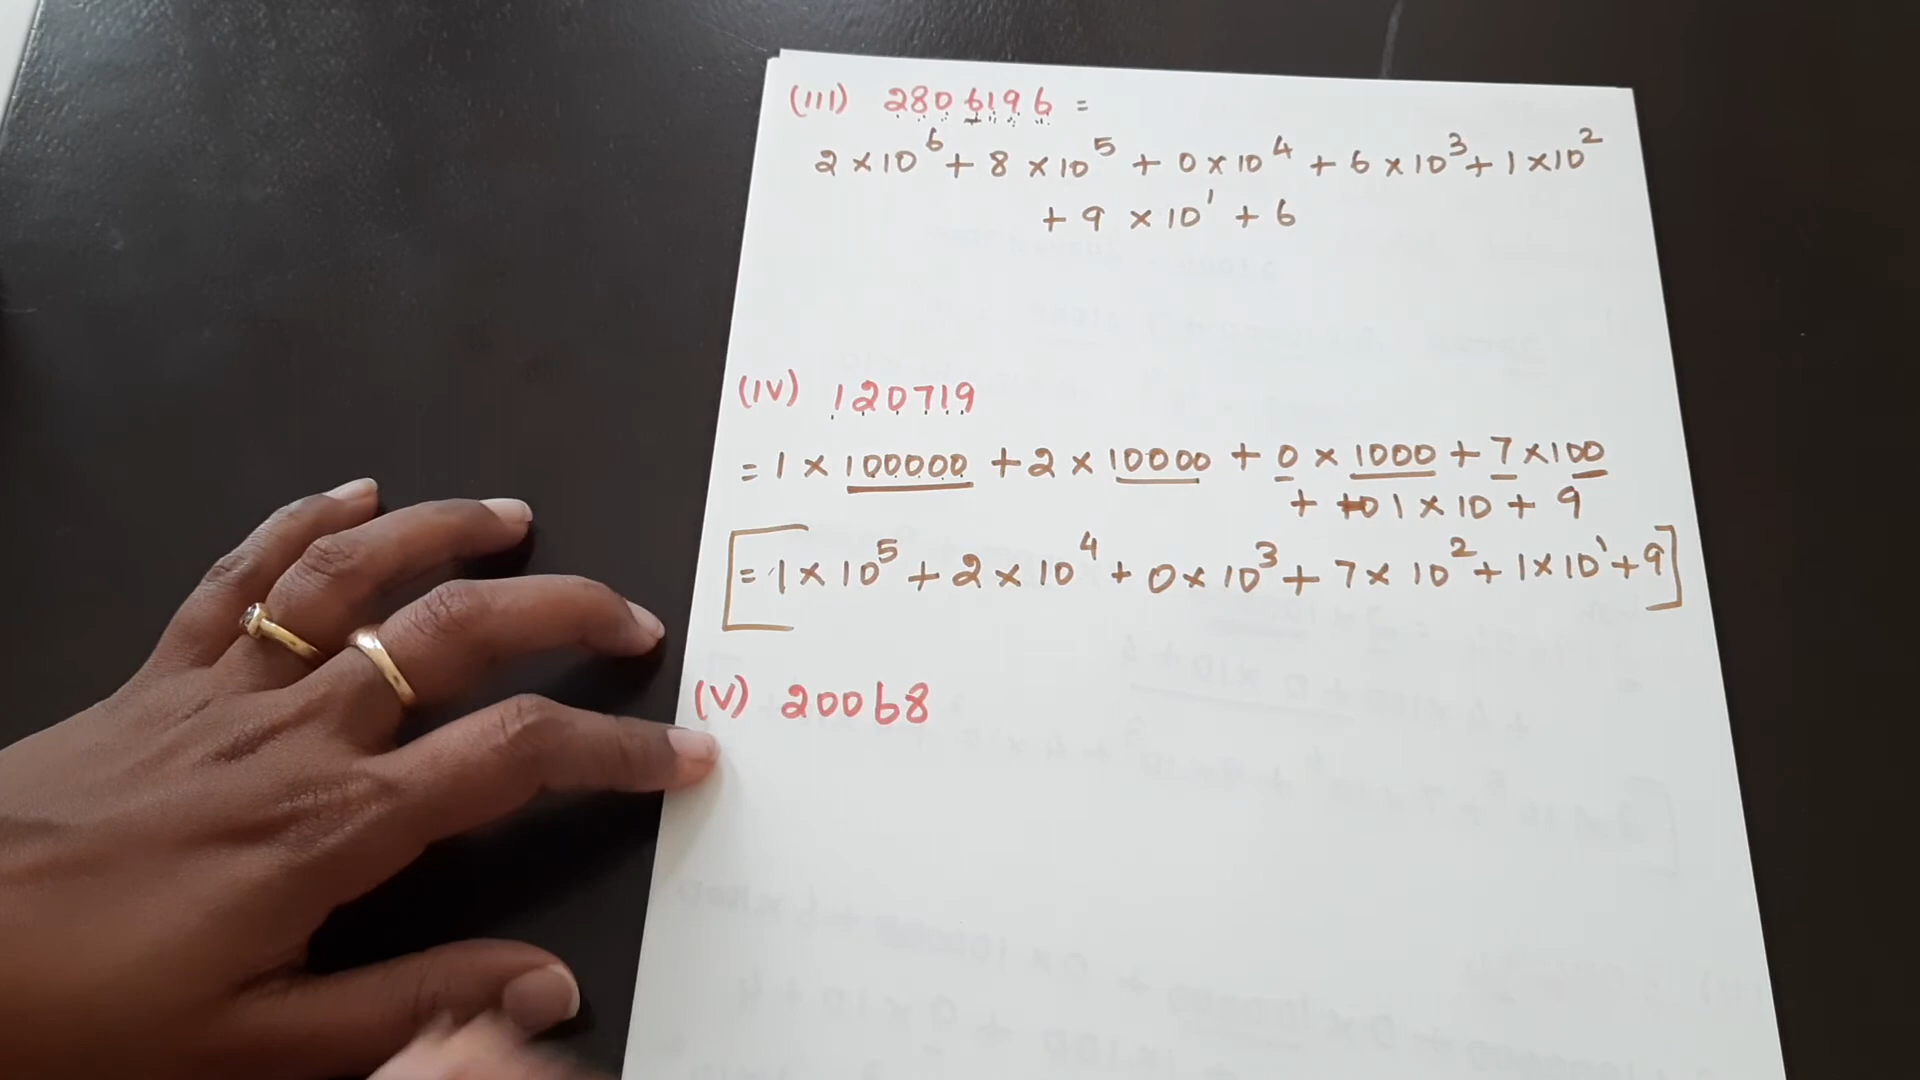 (III) 2806196 =
2 × 10⁶ + 8 × 10⁵ + 0 × 10⁴ + 6 × 10³ + 1 × 10²
+ 9 × 10¹ + 6
(IV) 120719
= 1 × 100000 + 2 × 10000 + 0 × 1000 + 7 × 100
+ 1 × 10 + 9
[= 1 × 10⁵ + 2 × 10⁴ + 0 × 10³ + 7 × 10² + 1 × 10¹ + 9]
(V) 20068